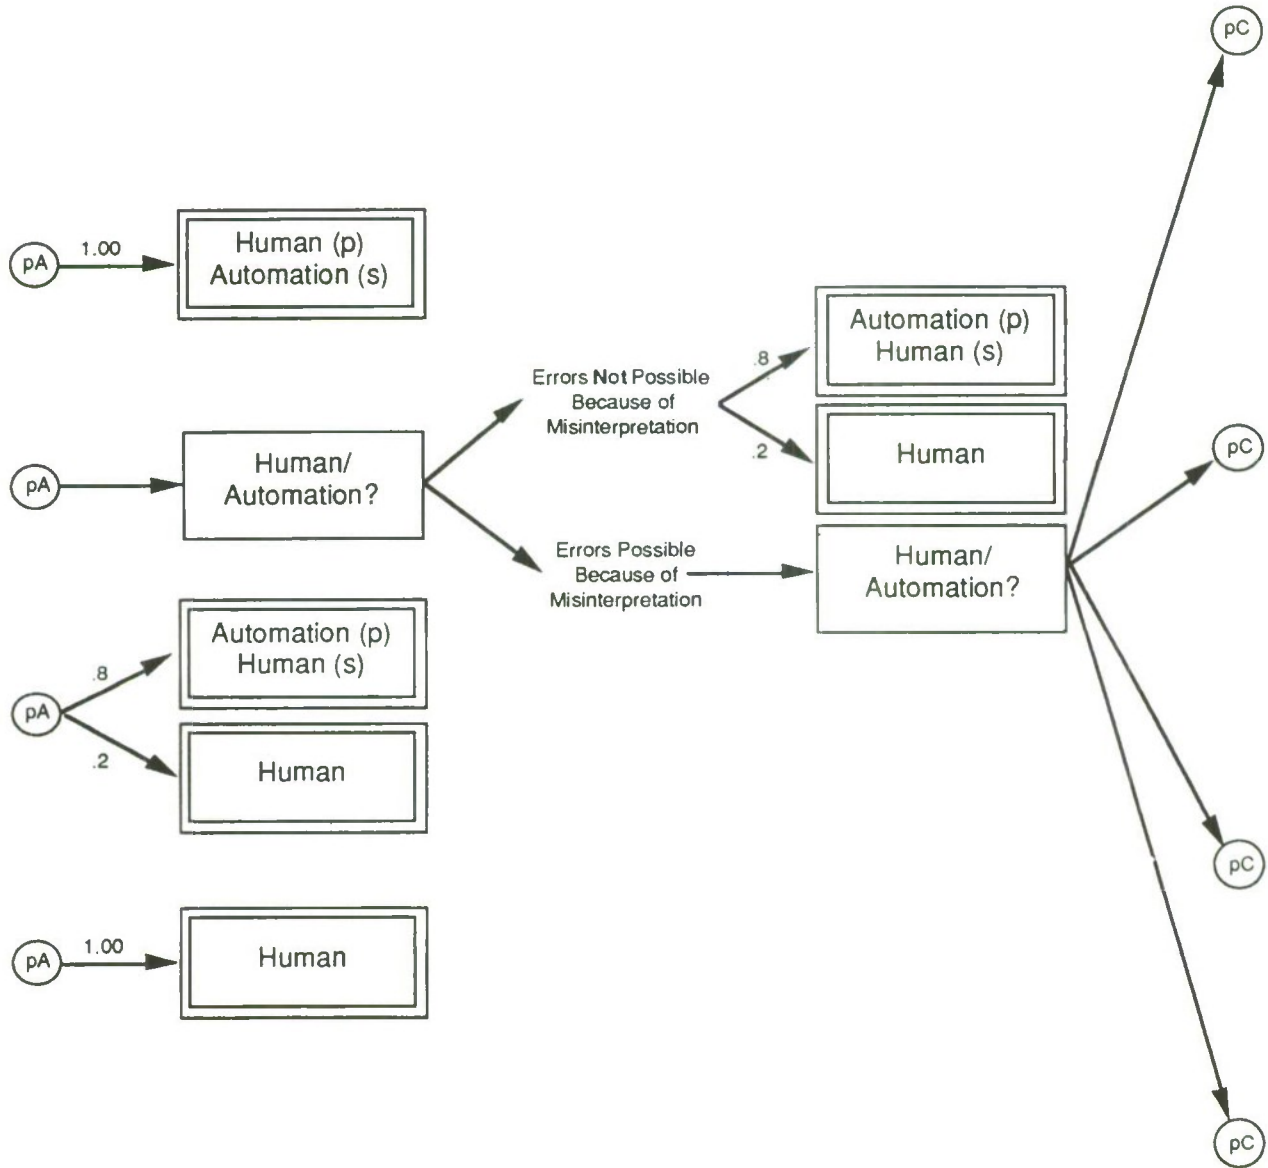 pC
pA
1.00
Human (p)
Automation (s)
Errors Not Possible
Because of
Misinterpretation
.8
.2
Automation (p)
Human (s)
Human
pC
pA
Human/
Automation?
Errors Possible
Because of
Misinterpretation
Human/
Automation?
pA
.8
.2
Automation (p)
Human (s)
Human
pC
pA
1.00
Human
pC